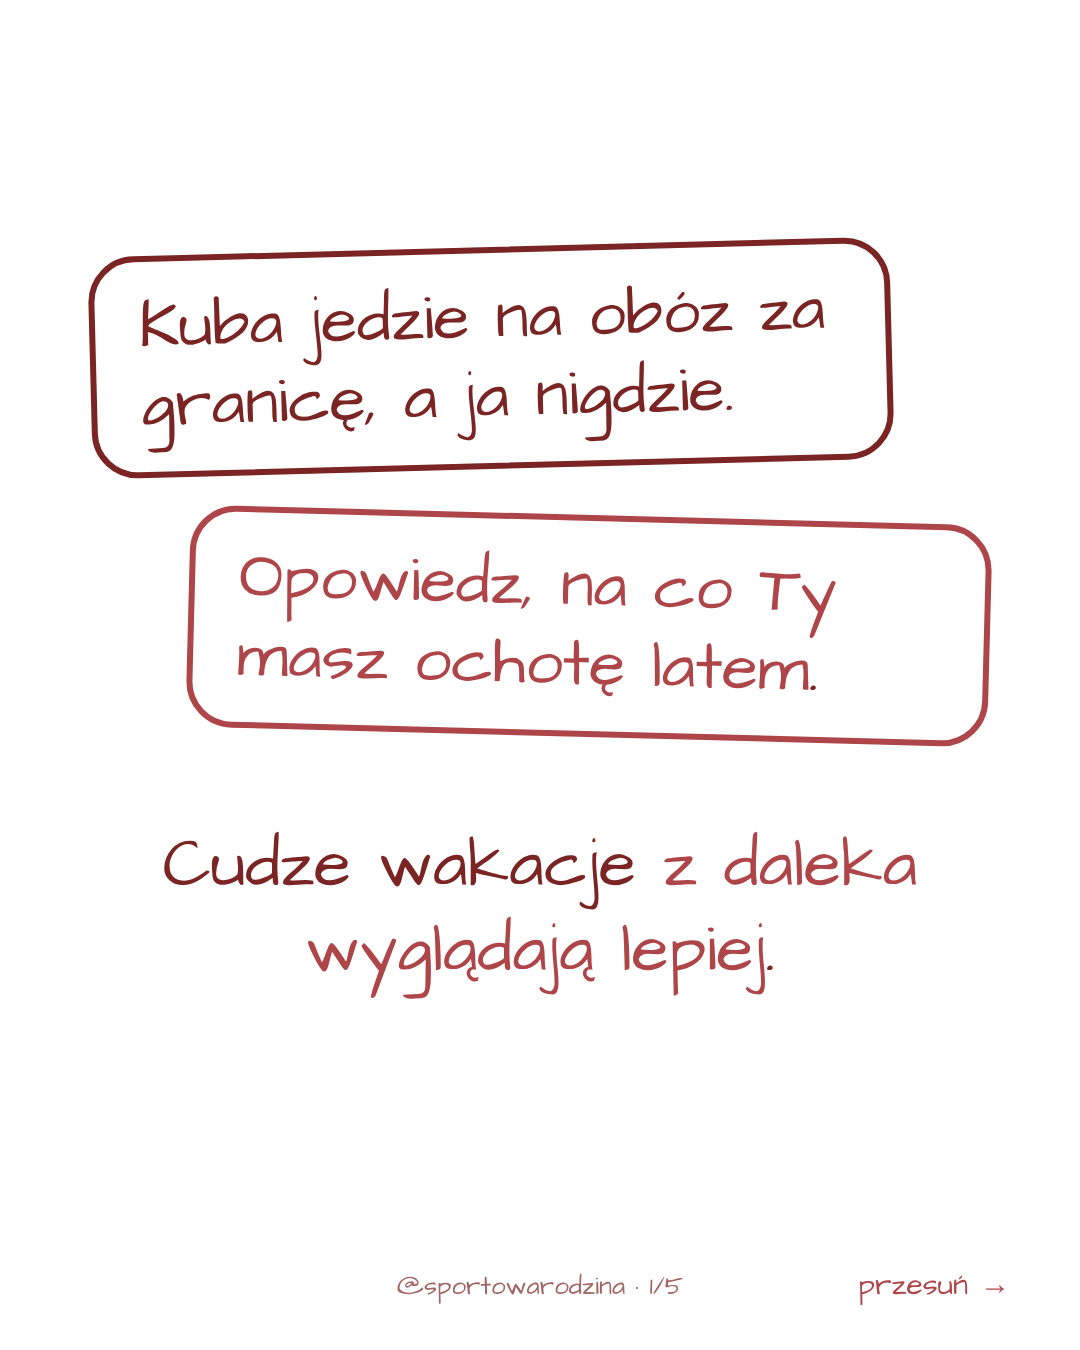 Kuba jedzie na obóz za
granicę, a ja nigdzie.
Opowiedz, na co Ty
masz ochotę latem.
Cudze wakacje z daleka
wyglądają lepiej.
@sportowarodzina · 1/5
przesuń →